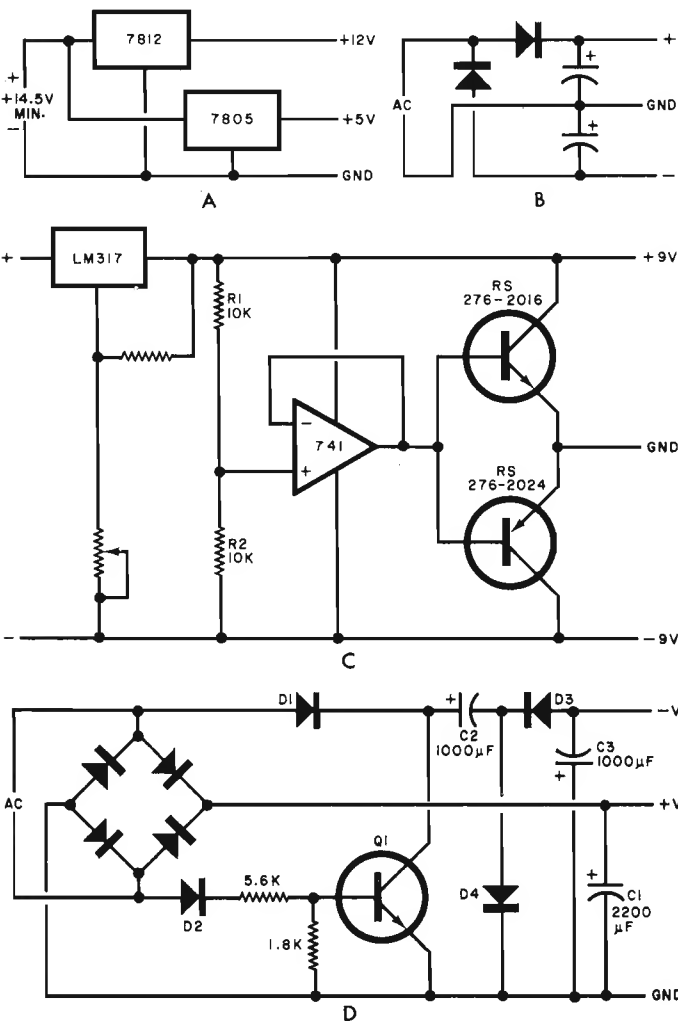 7812
+12V
+
+14.5V
MIN.
−
7805
+5V
GND
A
+
+
AC
GND
+
−
B
+
LM317
+9V
R1
10K
RS
276-2016
−
741
+
GND
RS
276-2024
R2
10K
−
−9V
C
D1
+
C2
1000µF
D3
−V
C3
1000µF
+
AC
+V
Q1
5.6K
D2
1.8K
D4
+
C1
2200
µF
GND
D